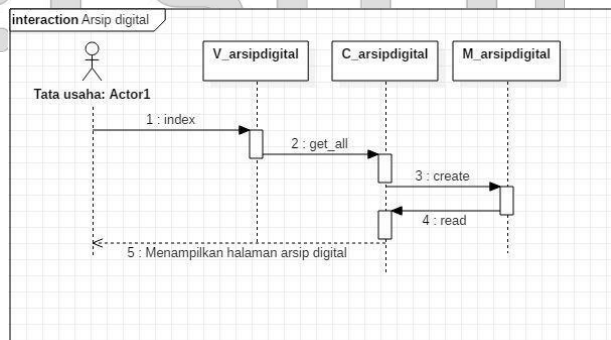 interaction Arsip digital
V_arsipdigital
C_arsipdigital
M_arsipdigital
Tata usaha: Actor1
1 : index
2 : get_all
3 : create
4 : read
5 : Menampilkan halaman arsip digital